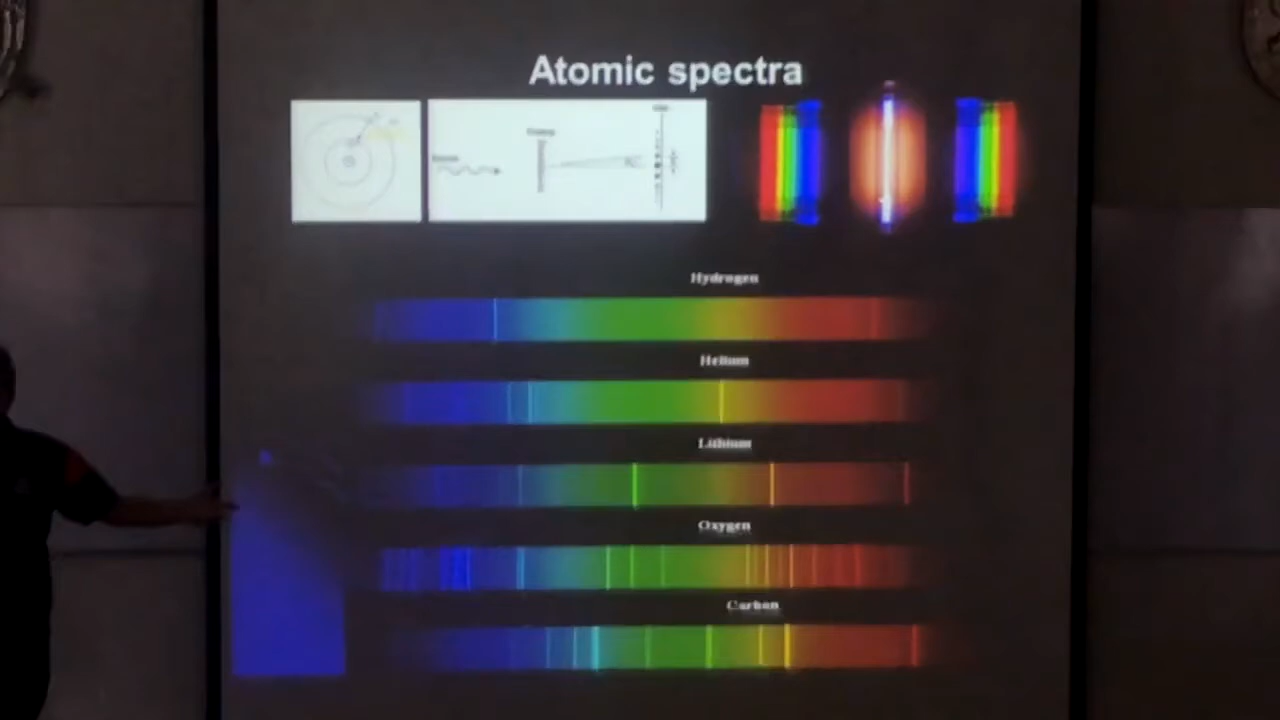 Atomic spectra
Hydrogen
Helium
Lithium
Oxygen
Carbon